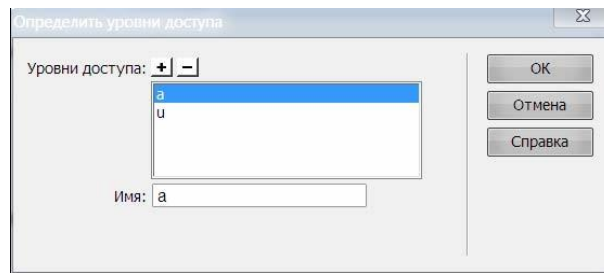 Определить уровни доступа
Уровни доступа: + −
a
u
Имя: a
OK
Отмена
Справка